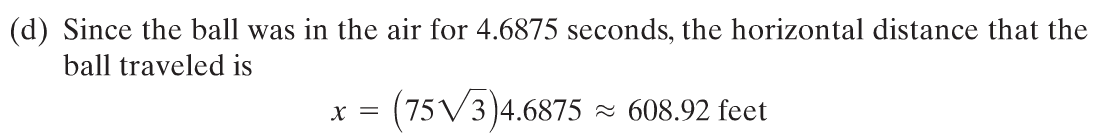 (d) Since the ball was in the air for 4.6875 seconds, the horizontal distance that the
ball traveled is
x = (75√3)4.6875 ≈ 608.92 feet